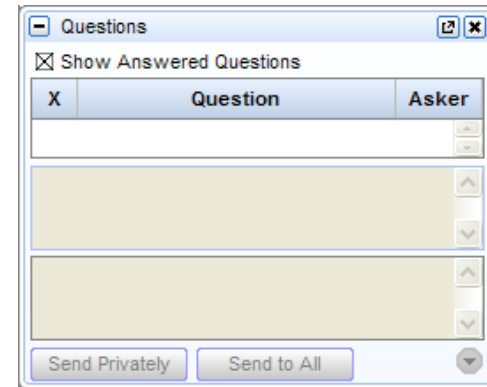 Questions
Show Answered Questions
X Question Asker
Send Privately Send to All